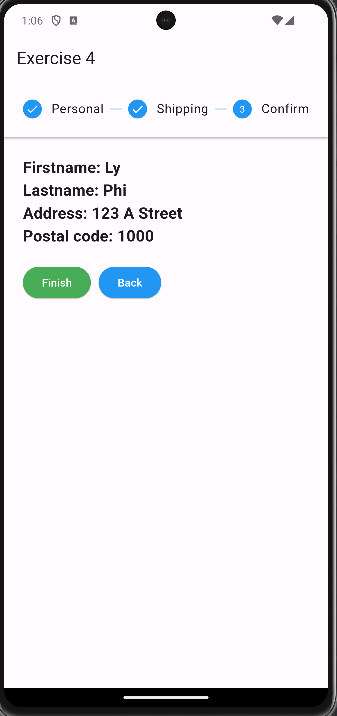 1:06
Exercise 4
Personal Shipping 3 Confirm
Firstname: Ly
Lastname: Phi
Address: 123 A Street
Postal code: 1000
Finish Back